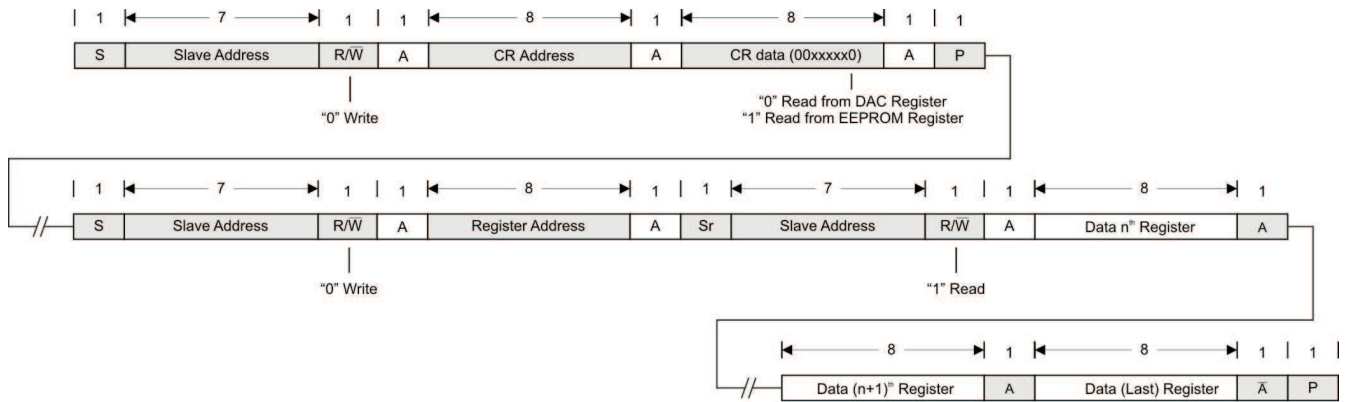 1 7 1 1 8 1 8 1 1
S Slave Address R/W̅ A CR Address A CR data (00xxxxx0) A P
"0" Write
"0" Read from DAC Register
"1" Read from EEPROM Register
1 7 1 1 8 1 1 7 1 1 8 1
S Slave Address R/W̅ A Register Address A Sr Slave Address R/W̅ A Data nᵗʰ Register A
"0" Write
"1" Read
8 1 8 1 1
Data (n+1)ᵗʰ Register A Data (Last) Register A̅ P